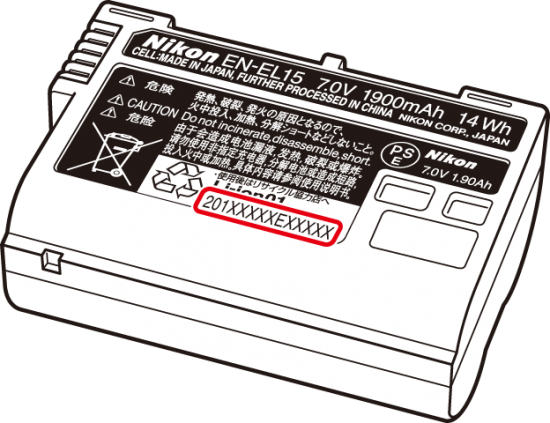 Nikon EN-EL15 7.0V 1900mAh 14Wh
CELL:MADE IN JAPAN, FURTHER PROCESSED IN CHINA NIKON CORP, JAPAN
危険
CAUTION
危险
発熱、破裂、発火の原因となるので、
火中投入、加熱、分解ショートなどしないこと。
Do not incinerate, disassemble, short.
由于会造成电池漏液、发热、破裂或爆炸,
请勿使用非指定充电器、分解电池或造成短路、
投入火中或加热。具体内容请参阅使用说明书。
使用後はリサイクル協力店へ
Li-ion01
201XXXXXEXXXXX
PS
E
Nikon
7.0V 1.90Ah